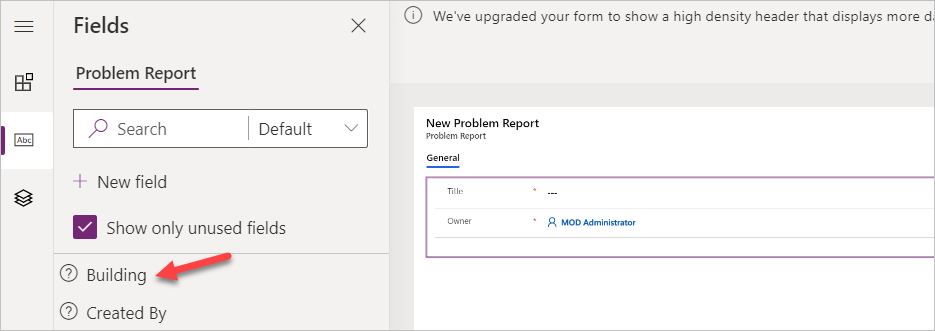 Fields
Problem Report
Search
Default
Abc
New field
Show only unused fields
Building
Created By
We've upgraded your form to show a high density header that displays more da
New Problem Report
Problem Report
General
Title * ---
Owner * MOD Administrator